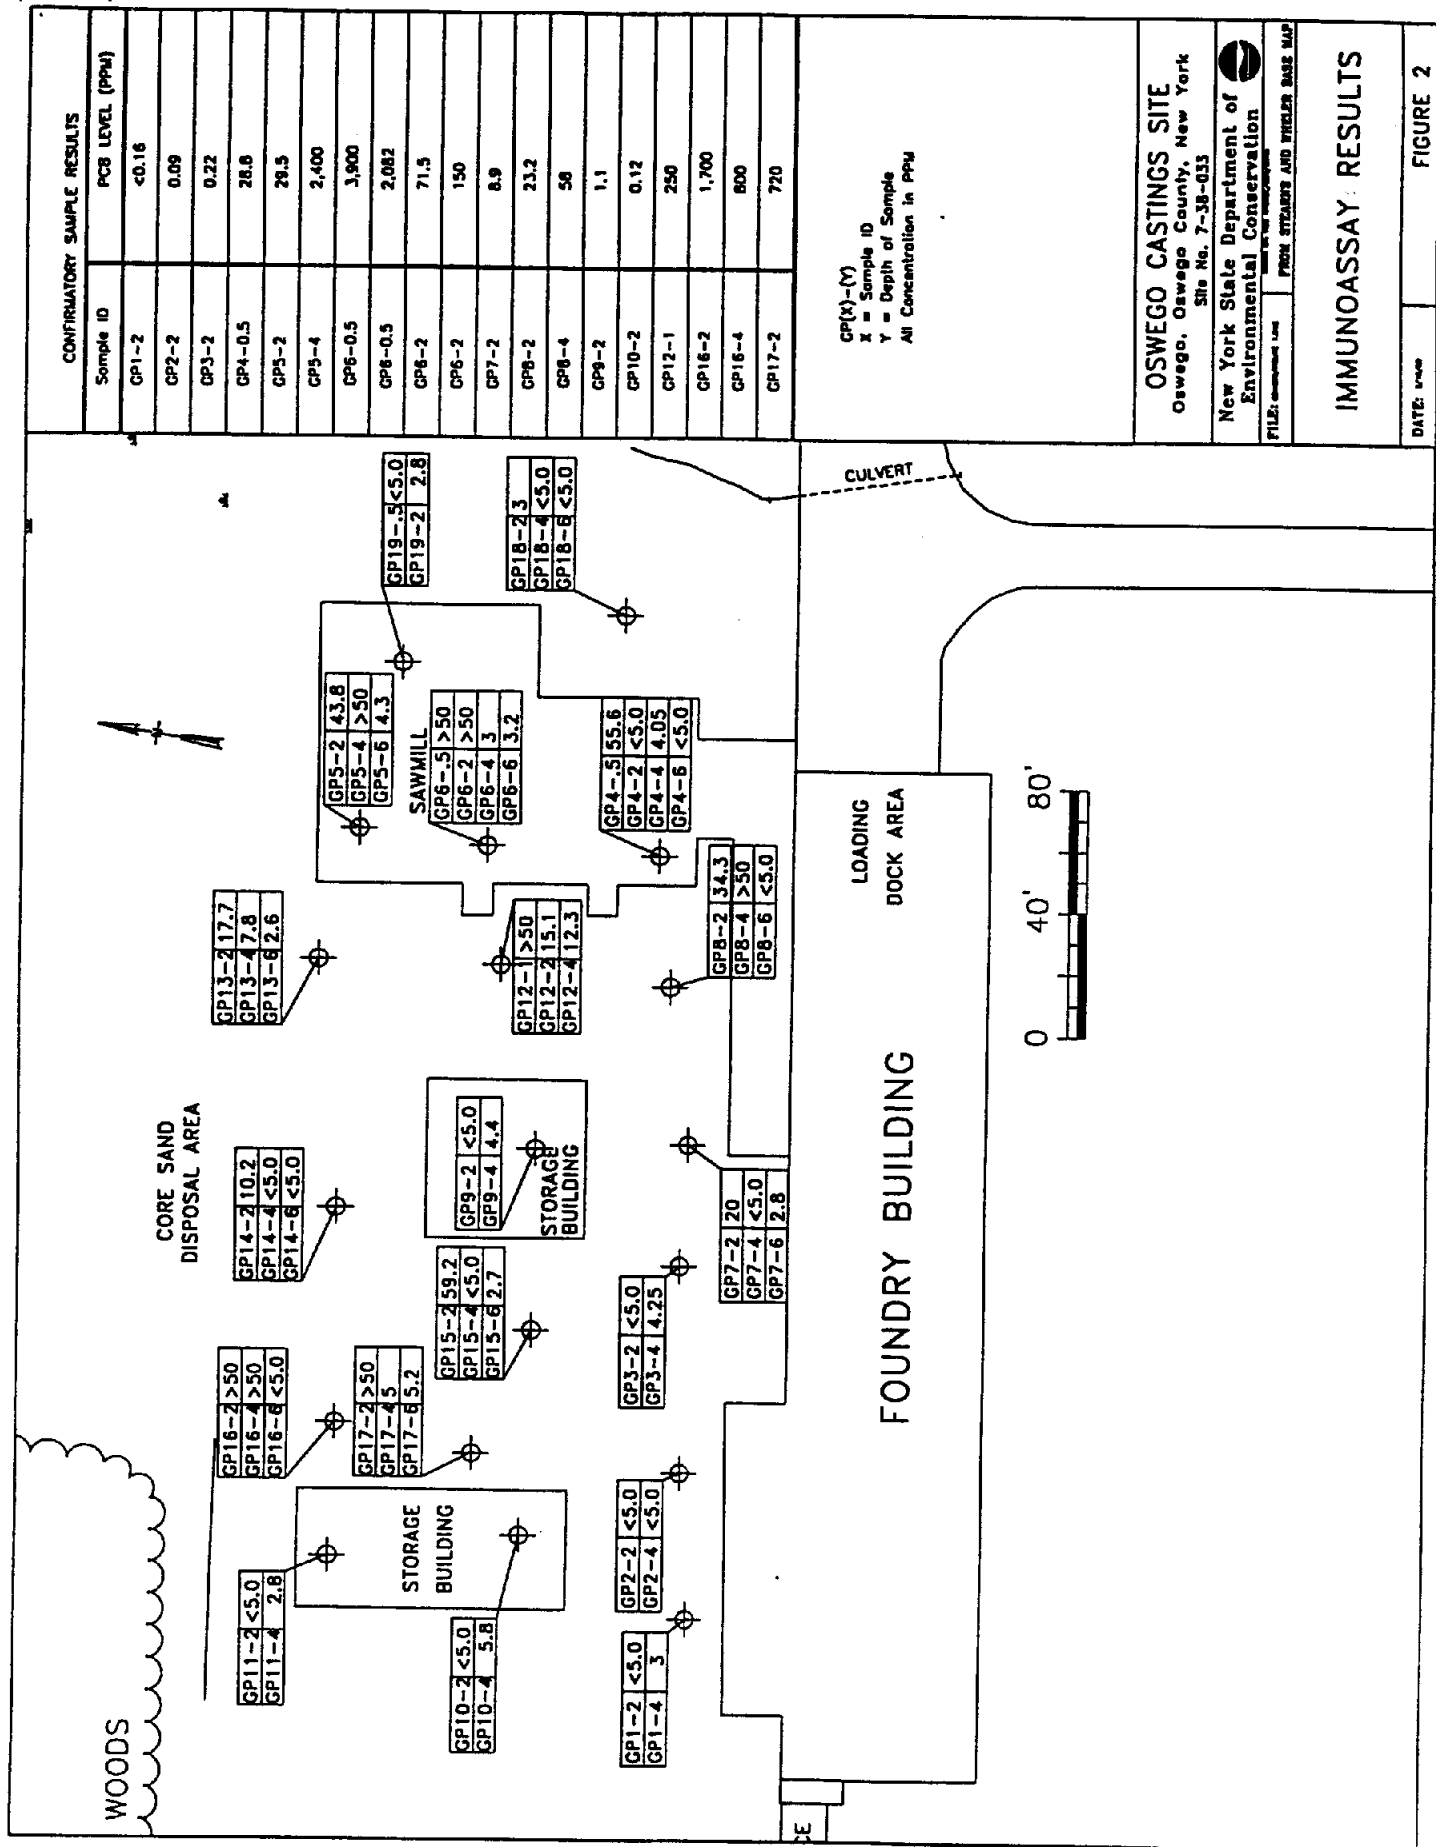 CONFIRMATORY SAMPLE RESULTS
Sample ID PCB LEVEL (PPM)
GP1-2 <0.16
GP2-2 0.09
GP3-2 0.22
GP4-0.5 28.8
GP5-2 29.5
GP5-4 2,400
GP6-0.5 3,900
GP6-0.5 2,082
GP6-2 71.5
GP6-2 150
GP7-2 8.9
GP8-2 23.2
GP8-4 58
GP9-2 1.1
GP10-2 0.12
GP12-1 250
GP16-2 1,700
GP16-4 800
GP17-2 720
GP(X)-(Y)
X = Sample ID
Y = Depth of Sample
All Concentration in PPM
OSWEGO CASTINGS SITE
Oswego, Oswego County, New York
Site No. 7-38-033
New York State Department of
Environmental Conservation
FILE:
FROM STEARNS AND WHELER BASE MAP
IMMUNOASSAY RESULTS
DATE:
FIGURE 2
WOODS
CORE SAND
DISPOSAL AREA
GP11-2 <5.0
GP11-4 2.8
GP16-2 >50
GP16-4 >50
GP16-6 <5.0
GP14-2 10.2
GP14-4 <5.0
GP14-6 <5.0
GP13-2 17.7
GP13-4 7.8
GP13-6 2.6
GP5-2 43.8
GP5-4 >50
GP5-6 4.3
GP19-.5 <5.0
GP19-2 2.8
SAWMILL
GP6-.5 >50
GP6-2 >50
GP6-4 3
GP6-6 3.2
GP18-2 3
GP18-4 <5.0
GP18-6 <5.0
STORAGE
BUILDING
GP10-2 <5.0
GP10-4 5.8
GP17-2 >50
GP17-4 5
GP17-6 5.2
GP15-2 59.2
GP15-4 <5.0
GP15-6 2.7
GP9-2 <5.0
GP9-4 4.4
STORAGE
BUILDING
GP12-1 >50
GP12-2 15.1
GP12-4 12.3
GP4-.5 55.6
GP4-2 <5.0
GP4-4 4.05
GP4-6 <5.0
GP1-2 <5.0
GP1-4 3
GP2-2 <5.0
GP2-4 <5.0
GP3-2 <5.0
GP3-4 4.25
GP7-2 20
GP7-4 <5.0
GP7-6 2.8
GP8-2 34.3
GP8-4 >50
GP8-6 <5.0
CULVERT
CE
FOUNDRY BUILDING
LOADING
DOCK AREA
0 40' 80'